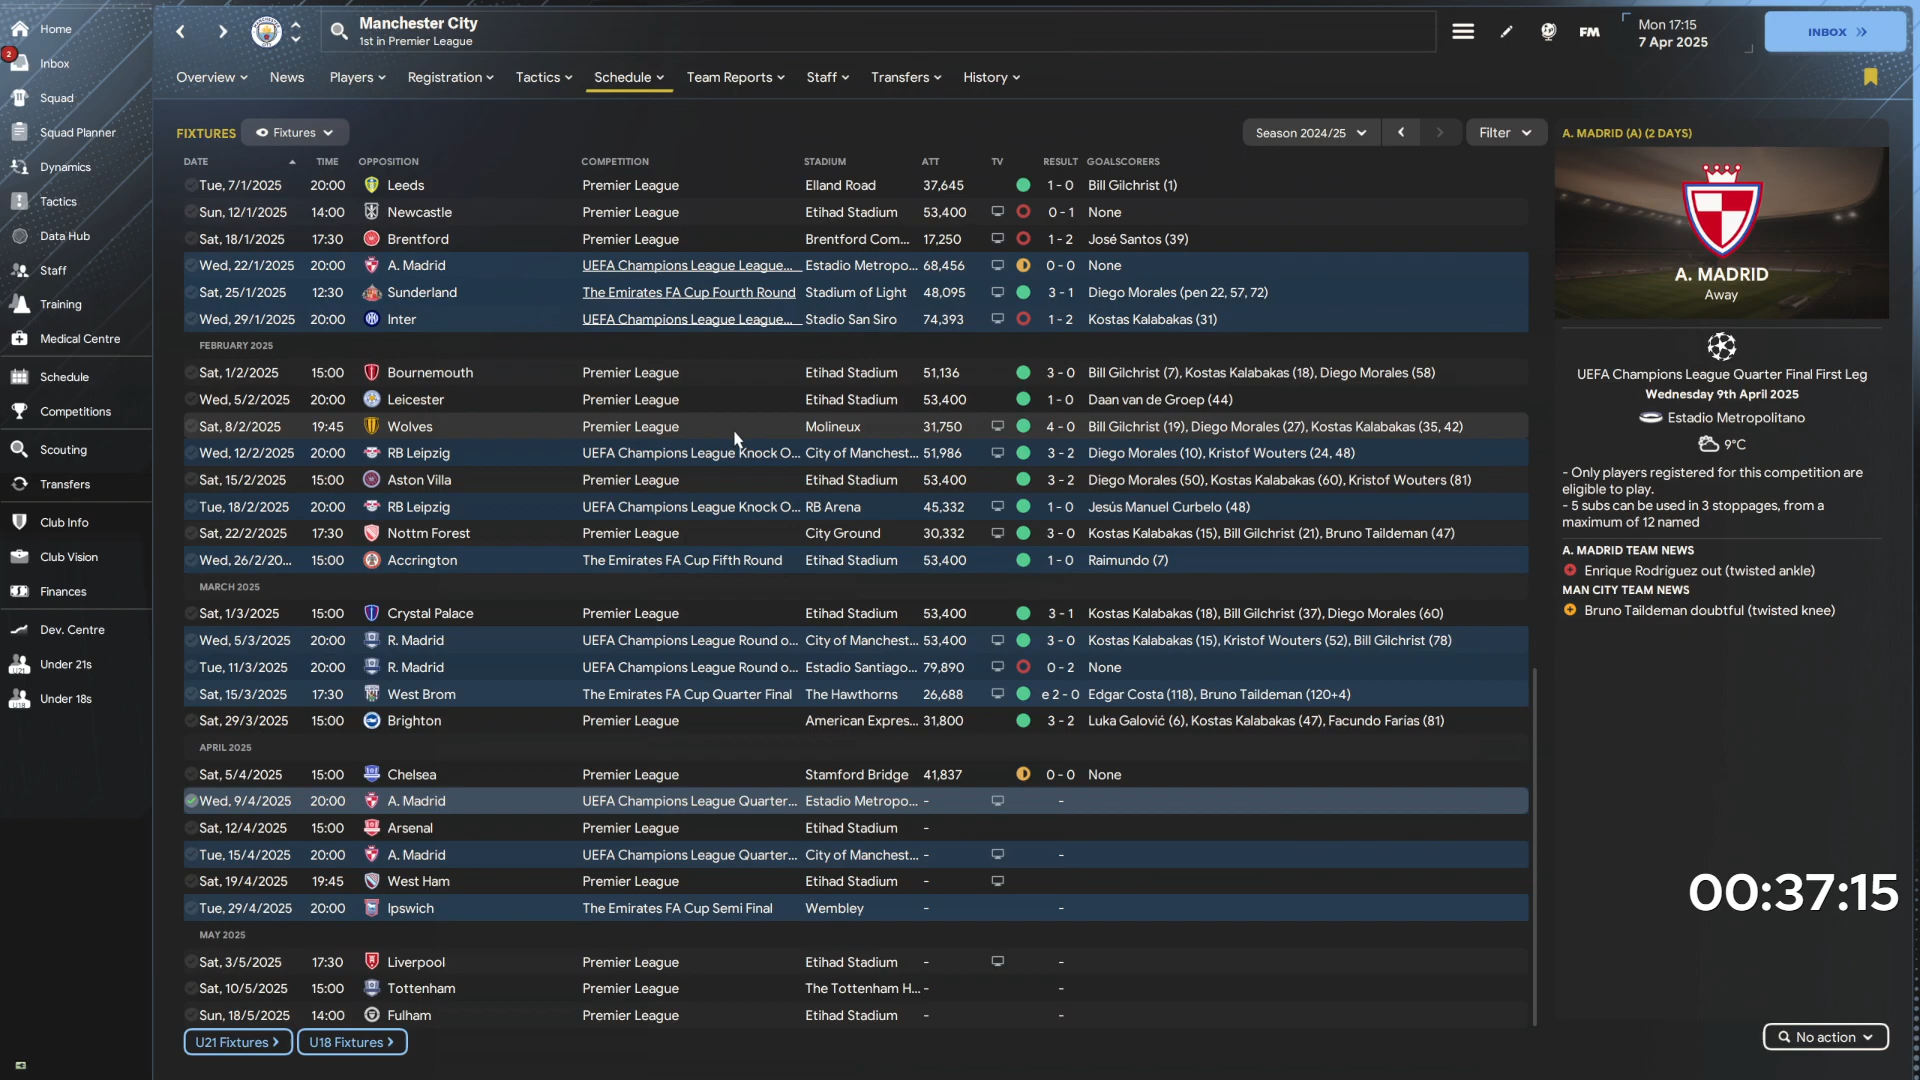 Home
2
Inbox
Squad
Squad Planner
Dynamics
Tactics
Data Hub
Staff
Training
Medical Centre
Schedule
Competitions
Scouting
Transfers
Club Info
Club Vision
Finances
Dev. Centre
Under 21s
Under 18s
Manchester City
1st in Premier League
FM
Mon 17:15
7 Apr 2025
INBOX
Overview News Players Registration Tactics Schedule Team Reports Staff Transfers History
FIXTURES Fixtures Season 2024/25 Filter
DATE TIME OPPOSITION COMPETITION STADIUM ATT TV RESULT GOALSCORERS
Tue, 7/1/2025 20:00 Leeds Premier League Elland Road 37,645 1 - 0 Bill Gilchrist (1)
Sun, 12/1/2025 14:00 Newcastle Premier League Etihad Stadium 53,400 0 - 1 None
Sat, 18/1/2025 17:30 Brentford Premier League Brentford Com... 17,250 1 - 2 José Santos (39)
Wed, 22/1/2025 20:00 A. Madrid UEFA Champions League League... Estadio Metropo... 68,456 0 - 0 None
Sat, 25/1/2025 12:30 Sunderland The Emirates FA Cup Fourth Round Stadium of Light 48,095 3 - 1 Diego Morales (pen 22, 57, 72)
Wed, 29/1/2025 20:00 Inter UEFA Champions League League... Stadio San Siro 74,393 1 - 2 Kostas Kalabakas (31)
FEBRUARY 2025
Sat, 1/2/2025 15:00 Bournemouth Premier League Etihad Stadium 51,136 3 - 0 Bill Gilchrist (7), Kostas Kalabakas (18), Diego Morales (58)
Wed, 5/2/2025 20:00 Leicester Premier League Etihad Stadium 53,400 1 - 0 Daan van de Groep (44)
Sat, 8/2/2025 19:45 Wolves Premier League Molineux 31,750 4 - 0 Bill Gilchrist (19), Diego Morales (27), Kostas Kalabakas (35, 42)
Wed, 12/2/2025 20:00 RB Leipzig UEFA Champions League Knock O... City of Manchest... 51,986 3 - 2 Diego Morales (10), Kristof Wouters (24, 48)
Sat, 15/2/2025 15:00 Aston Villa Premier League Etihad Stadium 53,400 3 - 2 Diego Morales (50), Kostas Kalabakas (60), Kristof Wouters (81)
Tue, 18/2/2025 20:00 RB Leipzig UEFA Champions League Knock O... RB Arena 45,332 1 - 0 Jesús Manuel Curbelo (48)
Sat, 22/2/2025 17:30 Nottm Forest Premier League City Ground 30,332 3 - 0 Kostas Kalabakas (15), Bill Gilchrist (21), Bruno Taildeman (47)
Wed, 26/2/20... 15:00 Accrington The Emirates FA Cup Fifth Round Etihad Stadium 53,400 1 - 0 Raimundo (7)
MARCH 2025
Sat, 1/3/2025 15:00 Crystal Palace Premier League Etihad Stadium 53,400 3 - 1 Kostas Kalabakas (18), Bill Gilchrist (37), Diego Morales (60)
Wed, 5/3/2025 20:00 R. Madrid UEFA Champions League Round o... City of Manchest... 53,400 3 - 0 Kostas Kalabakas (15), Kristof Wouters (52), Bill Gilchrist (78)
Tue, 11/3/2025 20:00 R. Madrid UEFA Champions League Round o... Estadio Santiago... 79,890 0 - 2 None
Sat, 15/3/2025 17:30 West Brom The Emirates FA Cup Quarter Final The Hawthorns 26,688 e 2 - 0 Edgar Costa (118), Bruno Taildeman (120+4)
Sat, 29/3/2025 15:00 Brighton Premier League American Expres... 31,800 3 - 2 Luka Galović (6), Kostas Kalabakas (47), Facundo Farías (81)
APRIL 2025
Sat, 5/4/2025 15:00 Chelsea Premier League Stamford Bridge 41,837 0 - 0 None
Wed, 9/4/2025 20:00 A. Madrid UEFA Champions League Quarter... Estadio Metropo... - -
Sat, 12/4/2025 15:00 Arsenal Premier League Etihad Stadium -
Tue, 15/4/2025 20:00 A. Madrid UEFA Champions League Quarter... City of Manchest... - -
Sat, 19/4/2025 19:45 West Ham Premier League Etihad Stadium - -
Tue, 29/4/2025 20:00 Ipswich The Emirates FA Cup Semi Final Wembley - -
MAY 2025
Sat, 3/5/2025 17:30 Liverpool Premier League Etihad Stadium - -
Sat, 10/5/2025 15:00 Tottenham Premier League The Tottenham H... - -
Sun, 18/5/2025 14:00 Fulham Premier League Etihad Stadium - -
U21 Fixtures > U18 Fixtures >
A. MADRID (A) (2 DAYS)
A. MADRID
Away
UEFA Champions League Quarter Final First Leg
Wednesday 9th April 2025
Estadio Metropolitano
9°C
- Only players registered for this competition are
eligible to play.
- 5 subs can be used in 3 stoppages, from a
maximum of 12 named
A. MADRID TEAM NEWS
Enrique Rodriguez out (twisted ankle)
MAN CITY TEAM NEWS
Bruno Taildeman doubtful (twisted knee)
00:37:15
No action